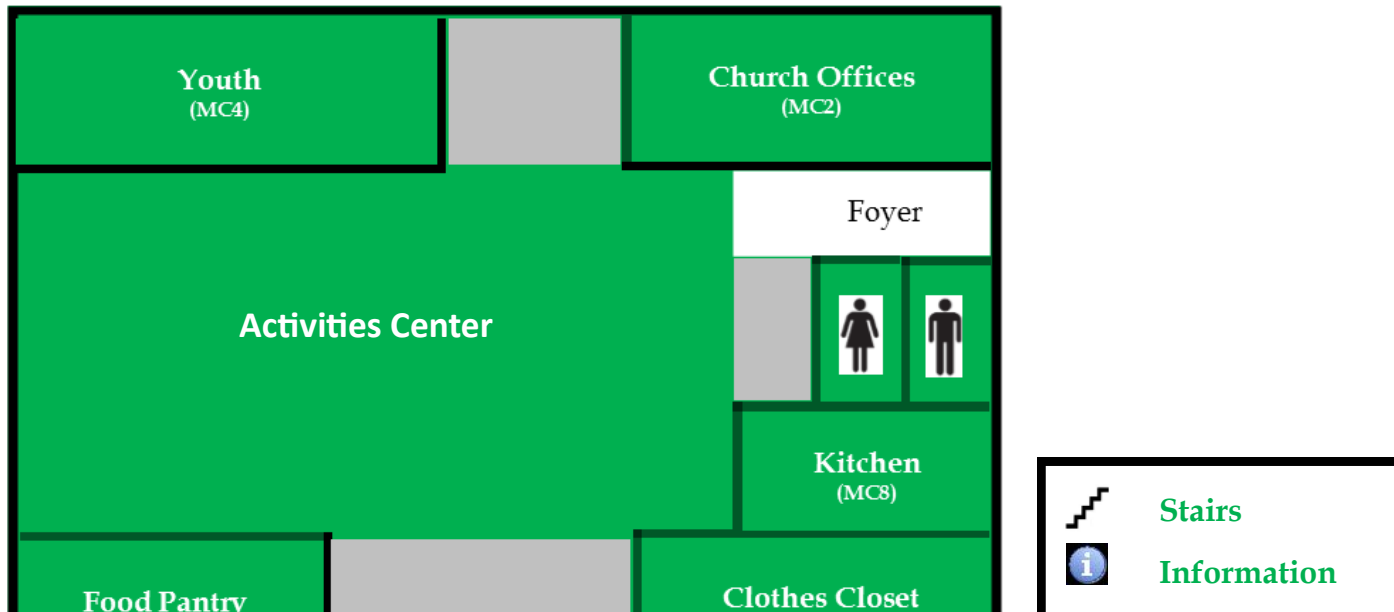 Youth
(MC4)
Church Offices
(MC2)
Foyer
Activities Center
Kitchen
(MC8)
Stairs
Information
Food Pantry
Clothes Closet